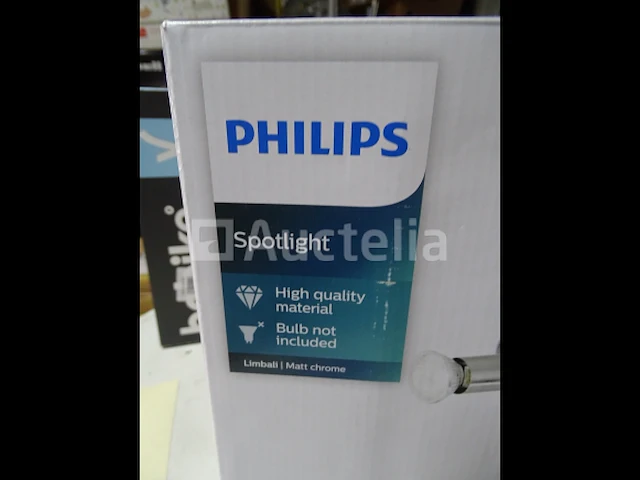 PHILIPS
Spotlight
Auctelia
High quality
material
Bulb not
included
Limbali | Matt chrome